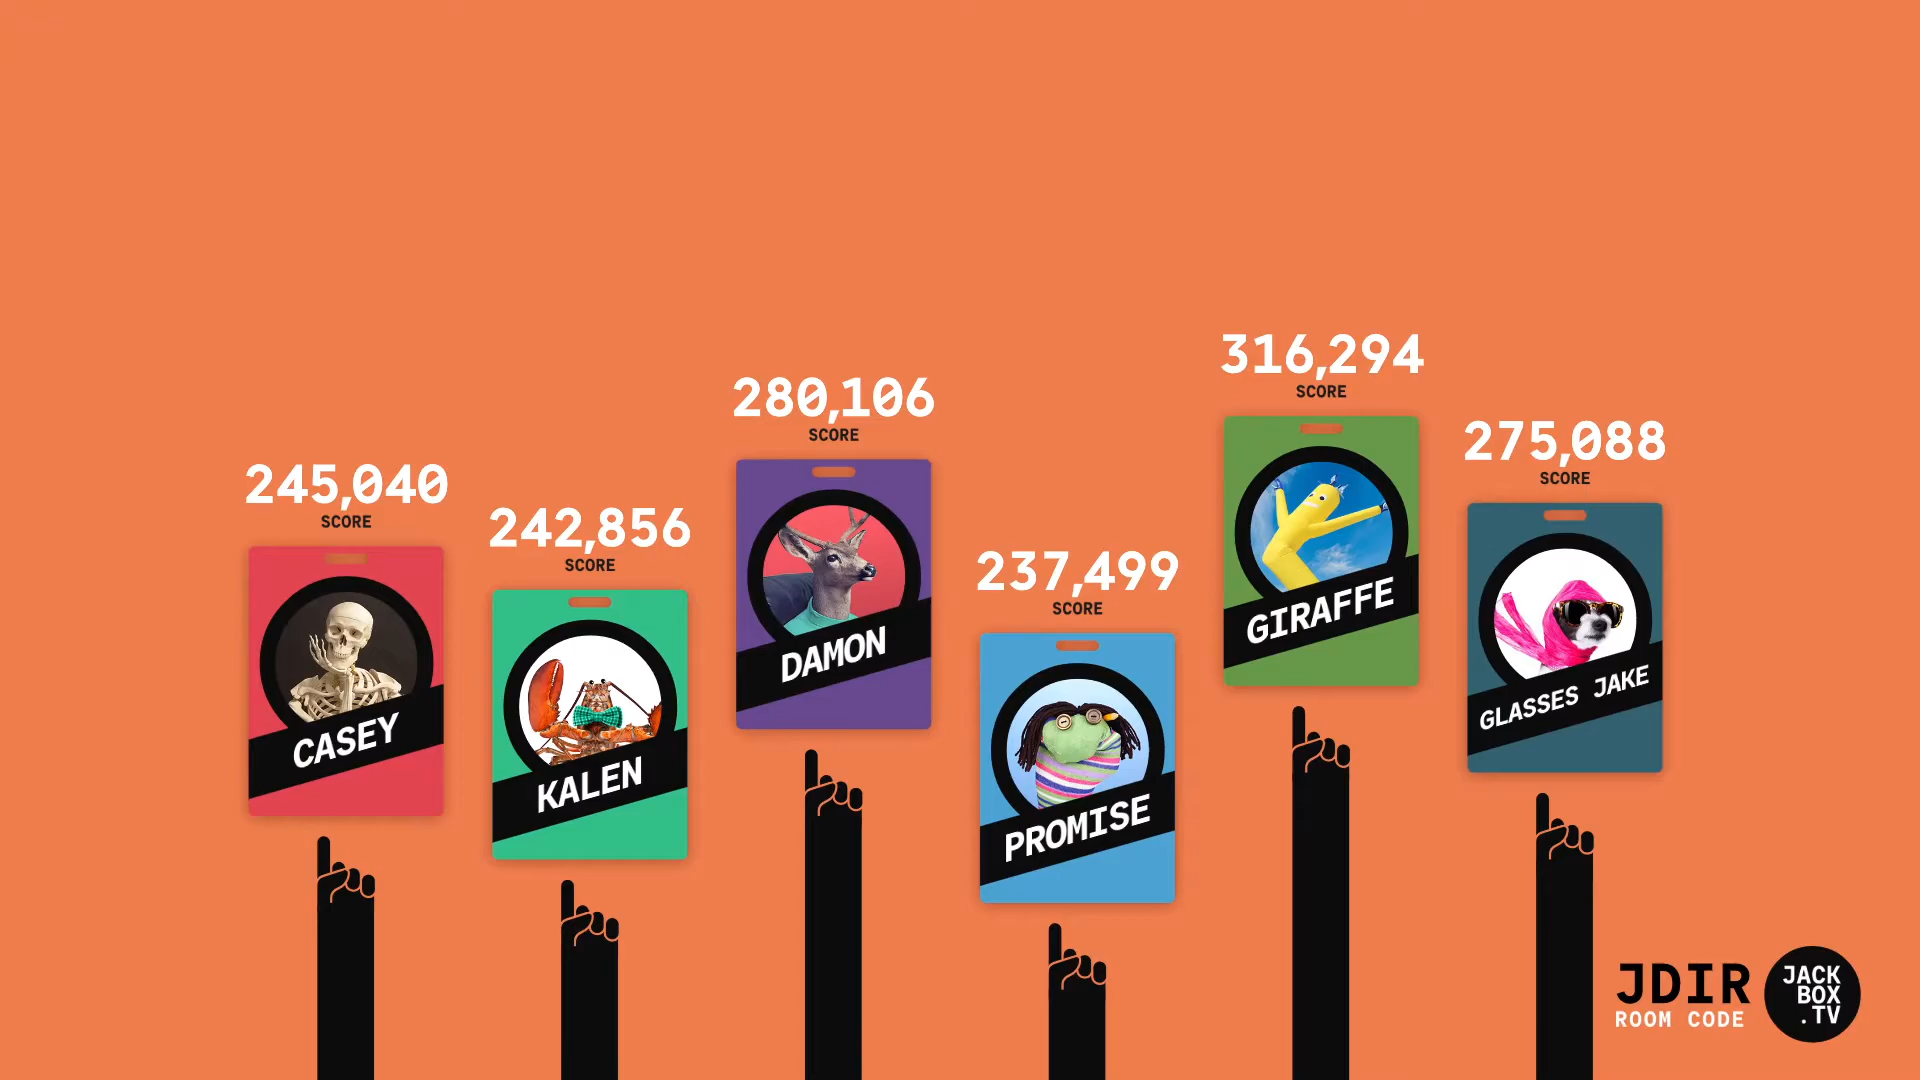 245,040
SCORE
CASEY
242,856
SCORE
KALEN
280,106
SCORE
DAMON
237,499
SCORE
PROMISE
316,294
SCORE
GIRAFFE
275,088
SCORE
GLASSES JAKE
JDIR
ROOM CODE
JACK
BOX
.TV